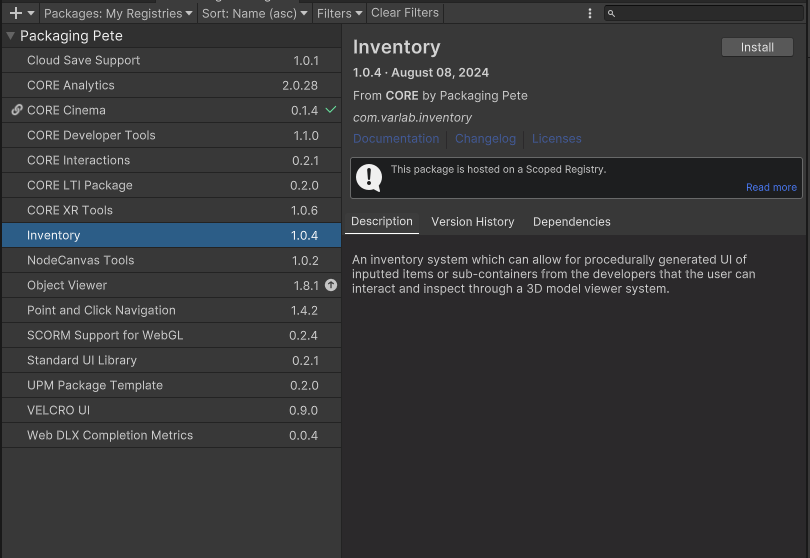 Packages: My Registries
Sort: Name (asc)
Filters
Clear Filters
Packaging Pete
Cloud Save Support 1.0.1
CORE Analytics 2.0.28
CORE Cinema 0.1.4
CORE Developer Tools 1.1.0
CORE Interactions 0.2.1
CORE LTI Package 0.2.0
CORE XR Tools 1.0.6
Inventory 1.0.4
NodeCanvas Tools 1.0.2
Object Viewer 1.8.1
Point and Click Navigation 1.4.2
SCORM Support for WebGL 0.2.4
Standard UI Library 0.2.1
UPM Package Template 0.2.0
VELCRO UI 0.9.0
Web DLX Completion Metrics 0.0.4
Inventory
Install
1.0.4 · August 08, 2024
From CORE by Packaging Pete
com.varlab.inventory
Documentation
Changelog
Licenses
This package is hosted on a Scoped Registry.
Read more
Description
Version History
Dependencies
An inventory system which can allow for procedurally generated UI of
inputted items or sub-containers from the developers that the user can
interact and inspect through a 3D model viewer system.